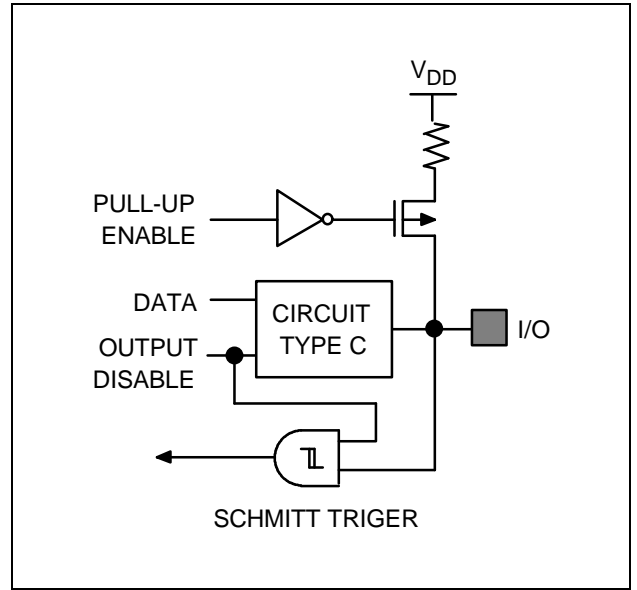 VDD
PULL-UP
ENABLE
DATA
OUTPUT
DISABLE
CIRCUIT
TYPE C
I/O
SCHMITT TRIGER